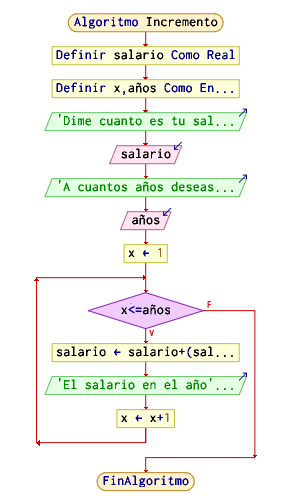 Algoritmo Incremento
Definir salario Como Real
Definir x,años Como En...
'Dime cuanto es tu sal...
salario
'A cuantos años deseas...
años
x ← 1
x<=años
F
V
salario ← salario+(sal...
'El salario en el año'...
x ← x+1
FinAlgoritmo